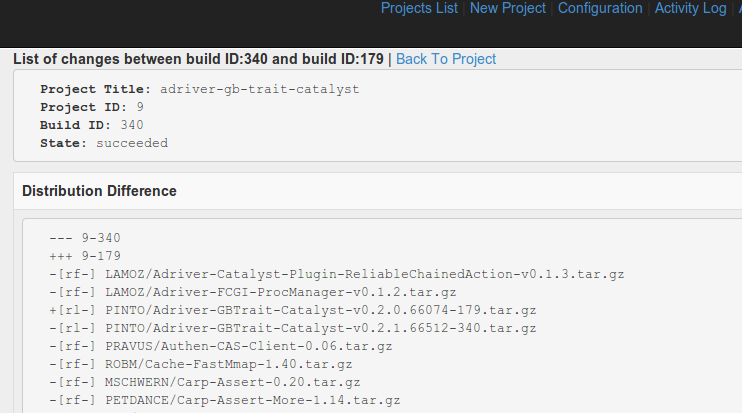 Projects List | New Project | Configuration | Activity Log |
List of changes between build ID:340 and build ID:179 | Back To Project
Project Title: adriver-gb-trait-catalyst
Project ID: 9
Build ID: 340
State: succeeded
Distribution Difference
--- 9-340
+++ 9-179
-[rf-] LAMOZ/Adriver-Catalyst-Plugin-ReliableChainedAction-v0.1.3.tar.gz
-[rf-] LAMOZ/Adriver-FCGI-ProcManager-v0.1.2.tar.gz
+[rl-] PINTO/Adriver-GBTrait-Catalyst-v0.2.0.66074-179.tar.gz
-[rl-] PINTO/Adriver-GBTrait-Catalyst-v0.2.1.66512-340.tar.gz
-[rf-] PRAVUS/Authen-CAS-Client-0.06.tar.gz
-[rf-] ROBM/Cache-FastMmap-1.40.tar.gz
-[rf-] MSCHWERN/Carp-Assert-0.20.tar.gz
-[rf-] PETDANCE/Carp-Assert-More-1.14.tar.gz